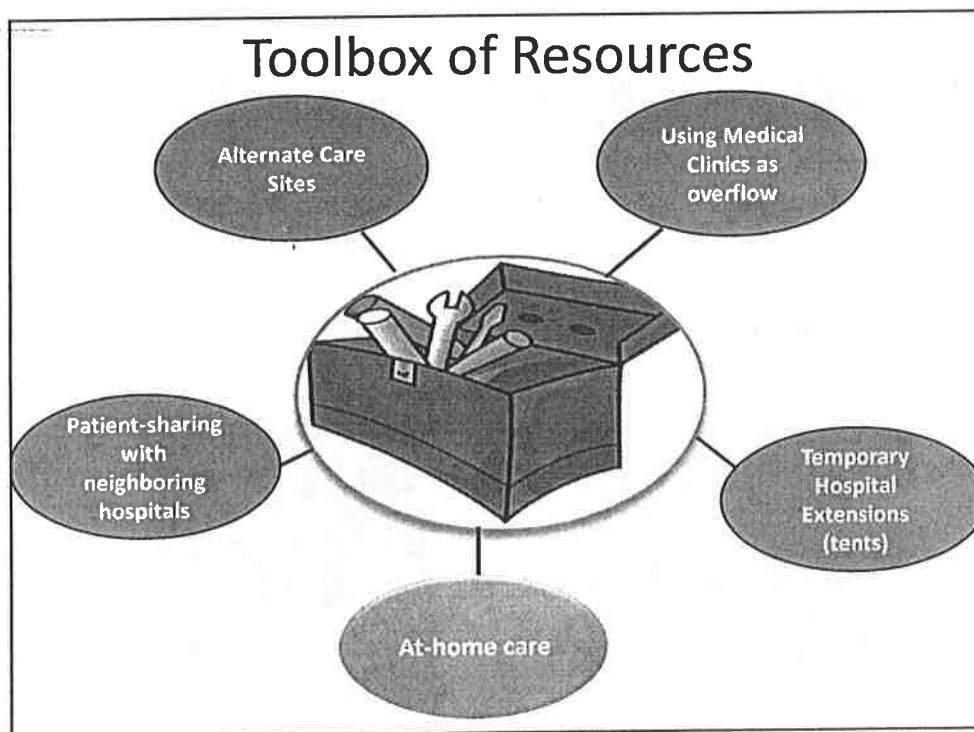 Toolbox of Resources
Alternate Care
Sites
Using Medical
Clinics as
overflow
Patient-sharing
with
neighboring
hospitals
Temporary
Hospital
Extensions
(tents)
At-home care